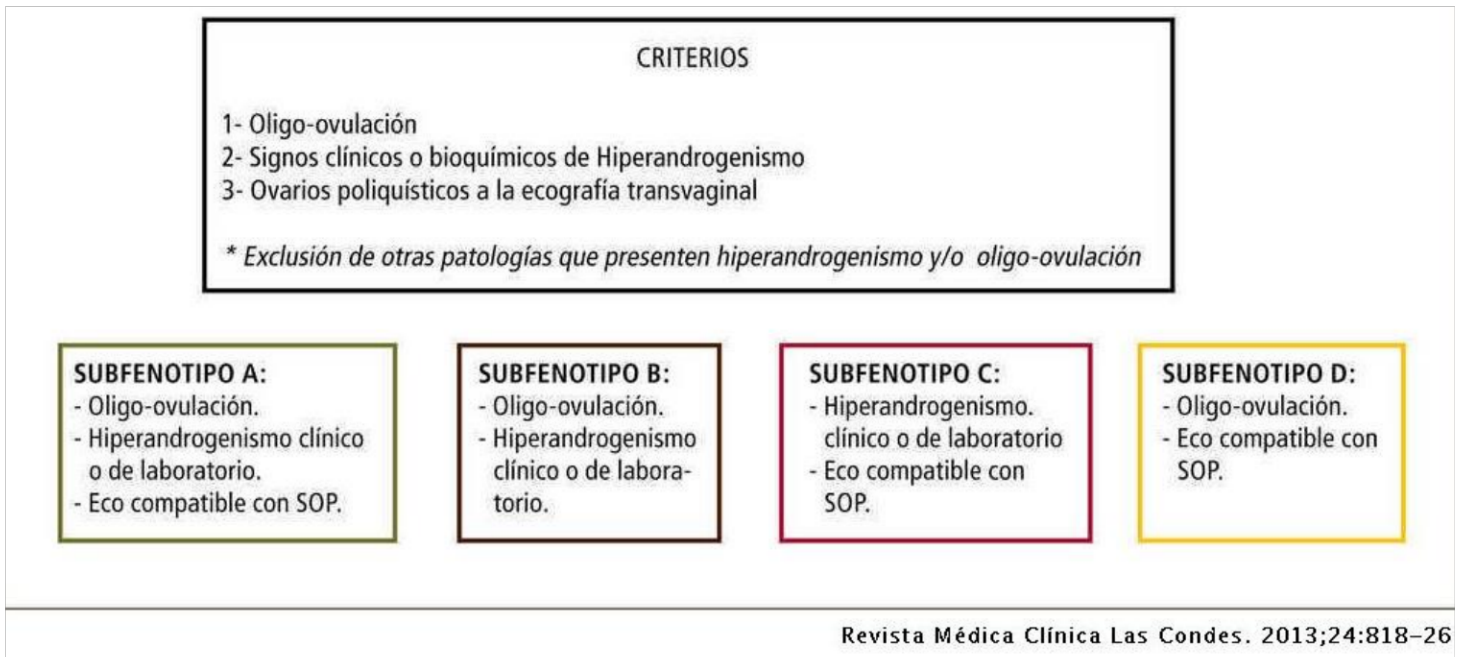 CRITERIOS
1- Oligo-ovulación
2- Signos clínicos o bioquímicos de Hiperandrogenismo
3- Ovarios poliquísticos a la ecografía transvaginal
* Exclusión de otras patologías que presenten hiperandrogenismo y/o oligo-ovulación
SUBFENOTIPO A:
- Oligo-ovulación.
- Hiperandrogenismo clínico
o de laboratorio.
- Eco compatible con SOP.
SUBFENOTIPO B:
- Oligo-ovulación.
- Hiperandrogenismo
clínico o de labora-
torio.
SUBFENOTIPO C:
- Hiperandrogenismo.
clínico o de laboratorio
- Eco compatible con
SOP.
SUBFENOTIPO D:
- Oligo-ovulación.
- Eco compatible con
SOP.
Revista Médica Clínica Las Condes. 2013;24:818–26